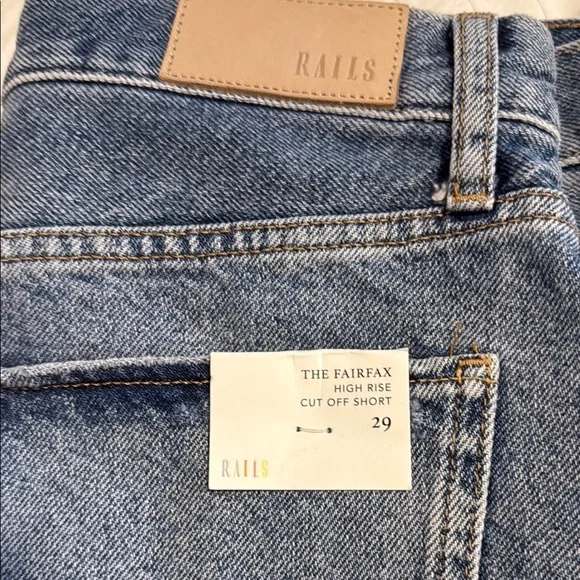 RAILS
THE FAIRFAX
HIGH RISE
CUT OFF SHORT
29
RAILS